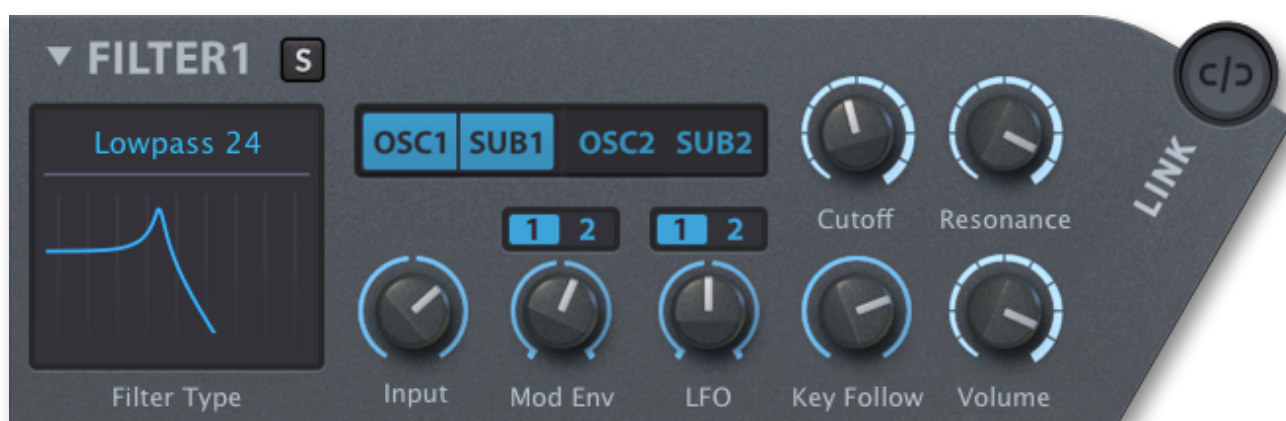 FILTER1 S
Lowpass 24
OSC1 SUB1 OSC2 SUB2
Cutoff Resonance
LINK
1 2 1 2
Input Mod Env LFO Key Follow Volume
Filter Type